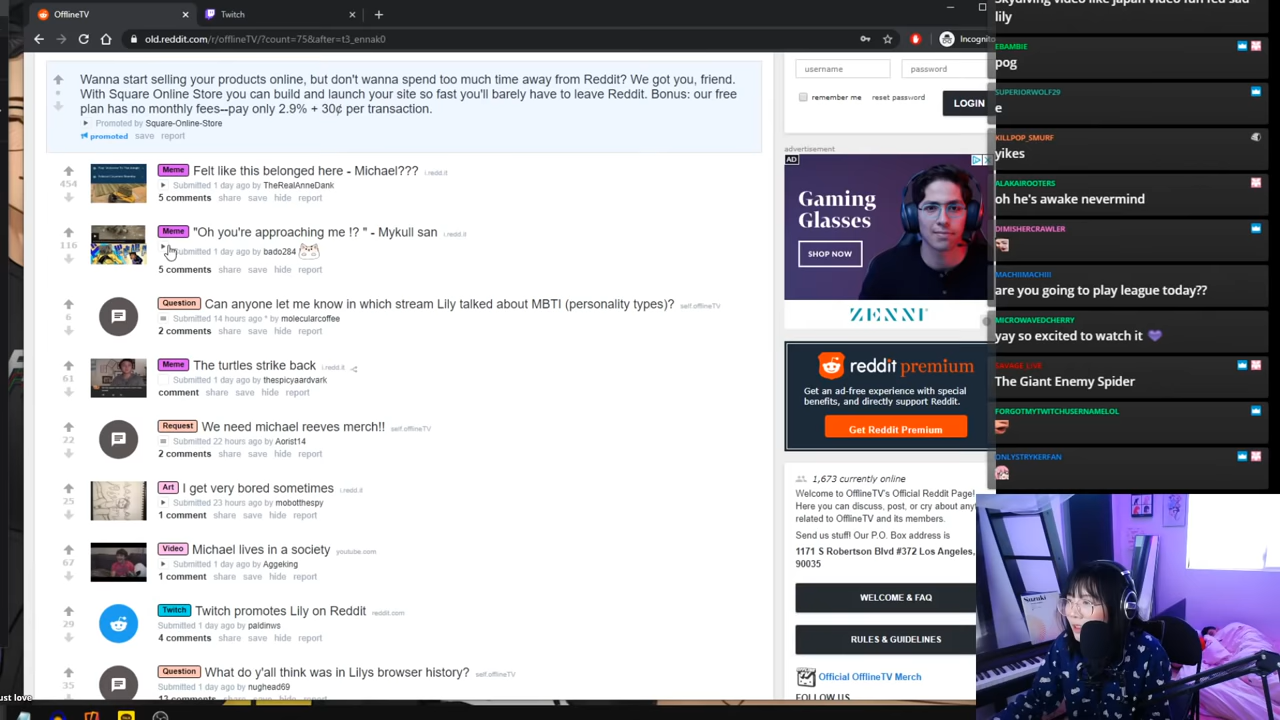 OfflineTV
Twitch
old.reddit.com/r/offlineTV/?count=75&after=t3_ennak0
Incognito
Wanna start selling your products online, but don't wanna spend too much time away from Reddit? We got you, friend.
With Square Online Store you can build and launch your site so fast you'll barely have to leave Reddit. Bonus: our free
plan has no monthly fees--pay only 2.9% + 30¢ per transaction.
Promoted by Square-Online-Store
promoted save report
454
Meme Felt like this belonged here - Michael??? i.redd.it
Submitted 1 day ago by TheRealAnneDank
5 comments share save hide report
116
Meme "Oh you're approaching me !? " - Mykull san i.redd.it
submitted 1 day ago by bado284
5 comments share save hide report
6
Question Can anyone let me know in which stream Lily talked about MBTI (personality types)? self.offlineTV
Submitted 14 hours ago * by molecularcoffee
2 comments share save hide report
61
Meme The turtles strike back i.redd.it
Submitted 1 day ago by thespicyaardvark
comment share save hide report
22
Request We need michael reeves merch!! self.offlineTV
Submitted 22 hours ago by Aorist14
2 comments share save hide report
25
Art I get very bored sometimes i.redd.it
Submitted 23 hours ago by mobotthespy
1 comment share save hide report
67
Video Michael lives in a society youtube.com
Submitted 1 day ago by Aggeking
1 comment share save hide report
29
Twitch Twitch promotes Lily on Reddit reddit.com
Submitted 1 day ago by paldinws
4 comments share save hide report
35
Question What do y'all think was in Lilys browser history? self.offlineTV
Submitted 1 day ago by nughead69
username
password
remember me reset password
LOGIN
advertisement
AD
Gaming
Glasses
SHOP NOW
ZENNI
reddit premium
Get an ad-free experience with special
benefits, and directly support Reddit.
Get Reddit Premium
1,673 currently online
Welcome to OfflineTV's Official Reddit Page!
Here you can discuss, post, or cry about any
related to OfflineTV and its members.
Send us stuff! Our P.O. Box address is
1171 S Robertson Blvd #372 Los Angeles,
90035
WELCOME & FAQ
RULES & GUIDELINES
Official OfflineTV Merch
FOLLOW US
skydiving video like japan video fun fed sad
lily
EBAMBIE
pog
SUPERIORWOLF29
e
KILLPOP_SMURF
yikes
ALAKAIROOTERS
oh he's awake nevermind
DIMISHERCRAWLER
MACHIIMACHIII
are you going to play league today??
MICROWAVEDCHERRY
yay so excited to watch it
The Giant Enemy Spider
FORGOTMYTWITCHUSERNAMELOL
ONLYSTRYKERFAN
Suzuki
ust love